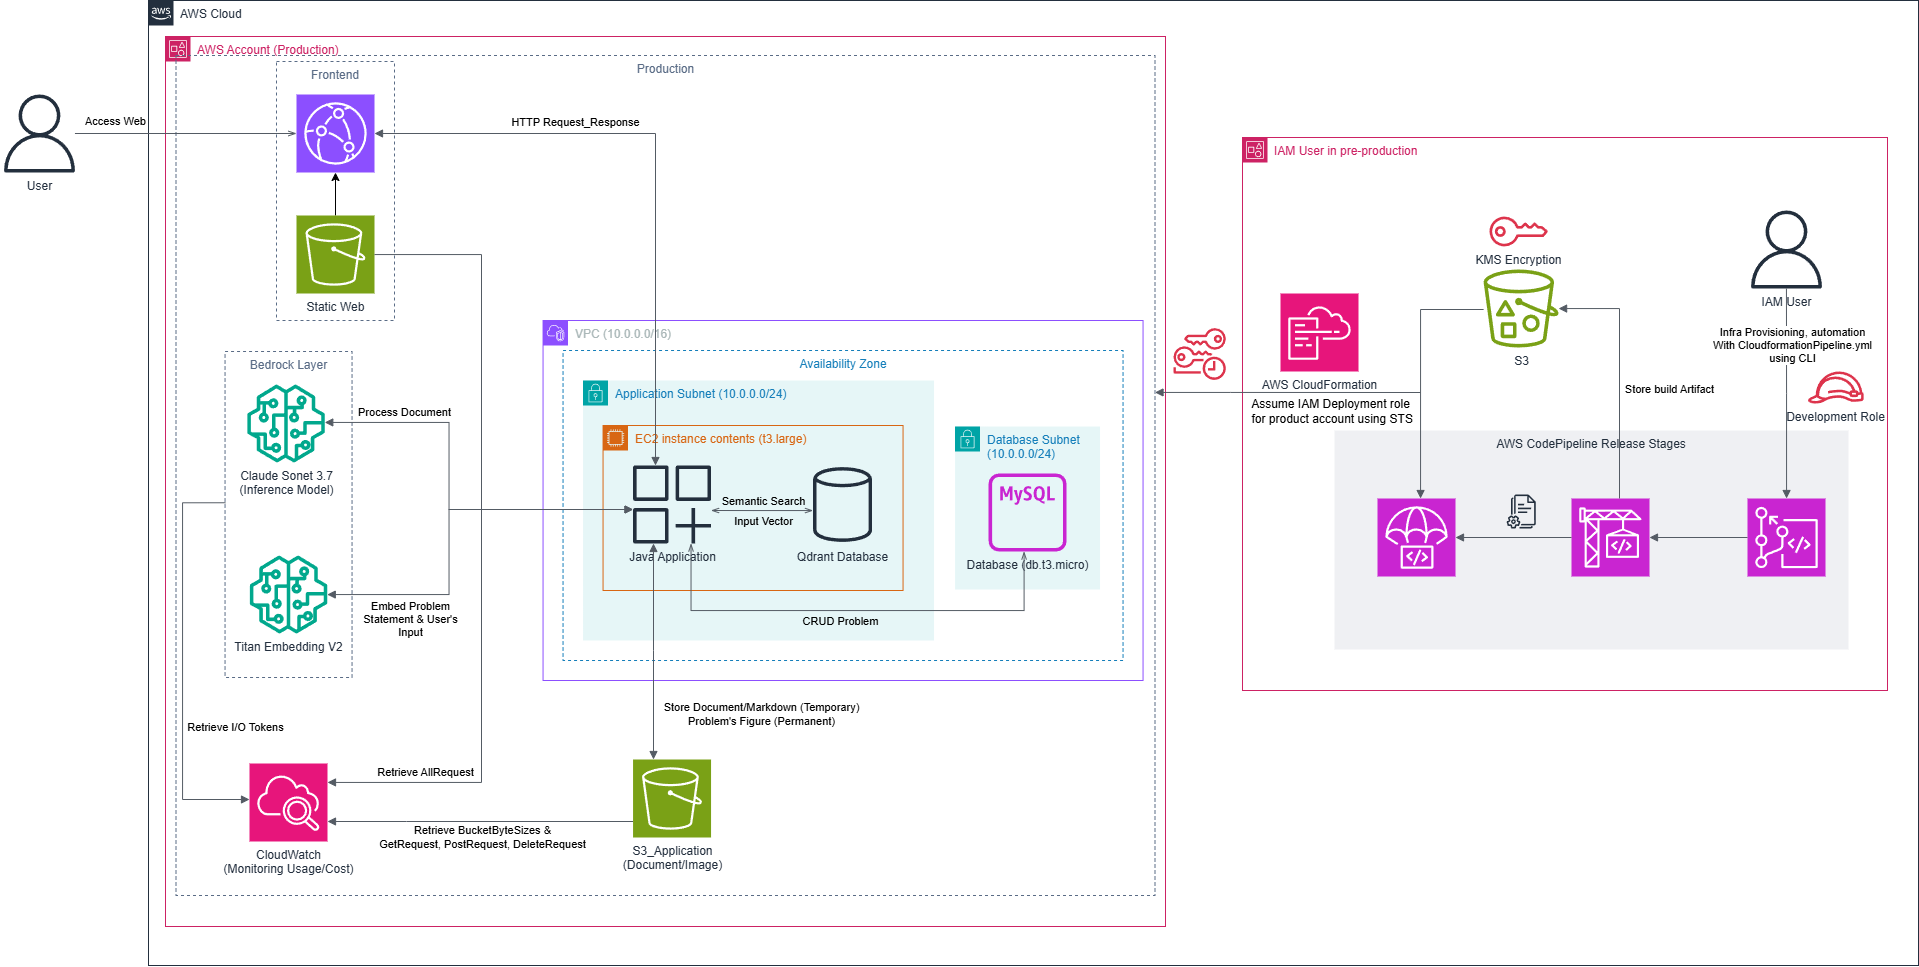 aws
AWS Cloud
AWS Account (Production)
Production
Frontend
Access Web
User
HTTP Request_Response
Static Web
Bedrock Layer
Claude Sonet 3.7
(Inference Model)
Process Document
Titan Embedding V2
Embed Problem
Statement & User's
Input
Retrieve I/O Tokens
Retrieve AllRequest
CloudWatch
(Monitoring Usage/Cost)
Retrieve BucketByteSizes &
GetRequest, PostRequest, DeleteRequest
S3_Application
(Document/Image)
Store Document/Markdown (Temporary)
Problem's Figure (Permanent)
VPC (10.0.0.0/16)
Availability Zone
Application Subnet (10.0.0.0/24)
EC2 instance contents (t3.large)
Java Application
Semantic Search
Input Vector
Qdrant Database
CRUD Problem
Database Subnet
(10.0.0.0/24)
MySQL
Database (db.t3.micro)
IAM User in pre-production
KMS Encryption
S3
AWS CloudFormation
Assume IAM Deployment role
for product account using STS
Store build Artifact
IAM User
Infra Provisioning, automation
With CloudformationPipeline.yml
using CLI
Development Role
AWS CodePipeline Release Stages